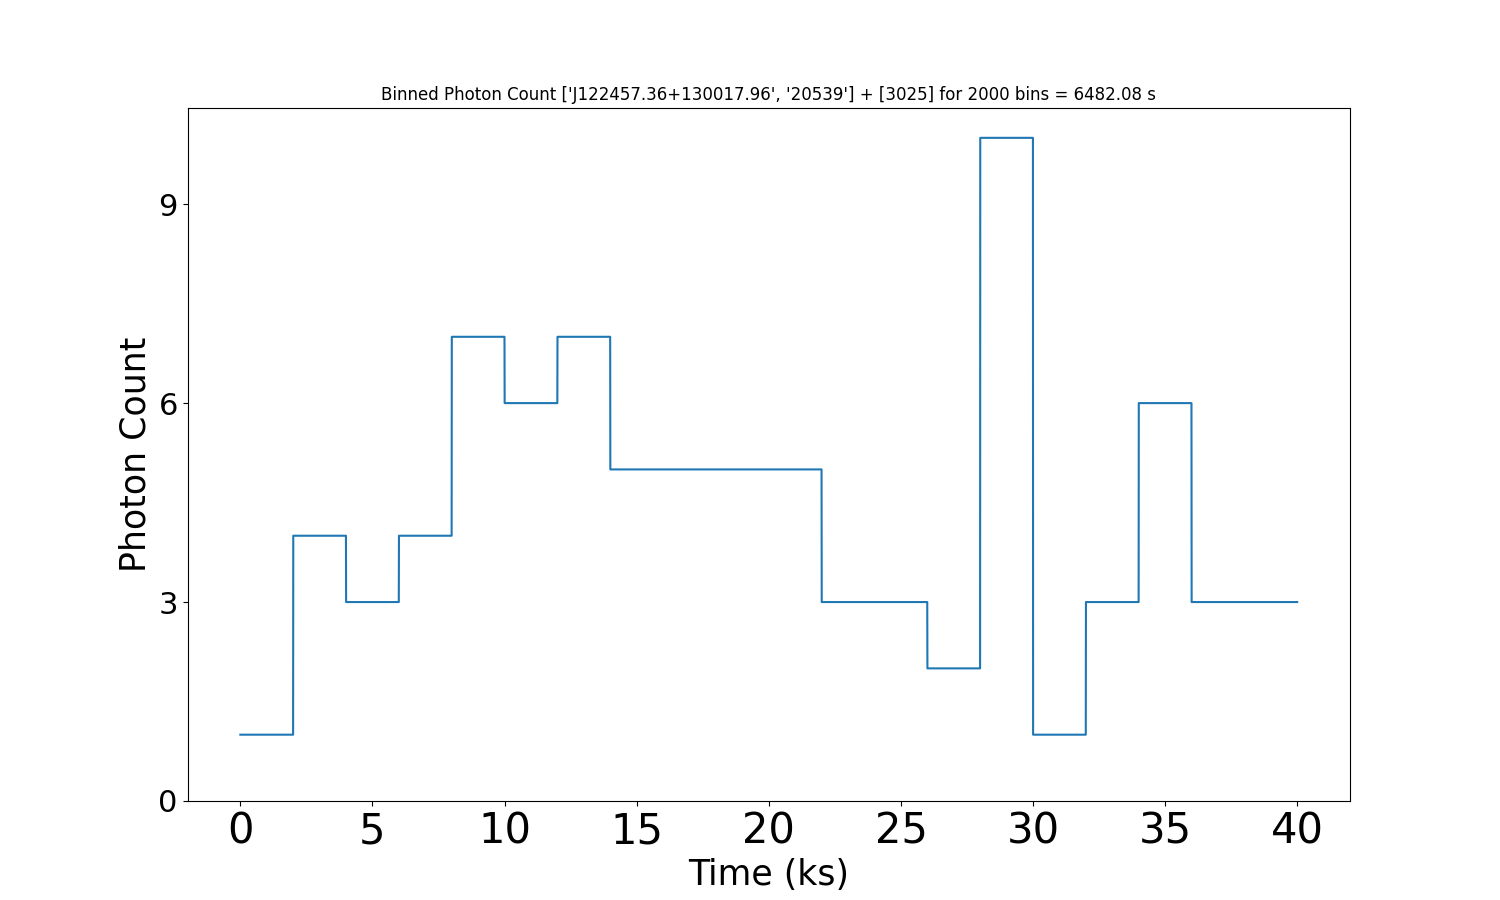 Binned Photon Count ['J122457.36+130017.96', '20539'] + [3025] for 2000 bins = 6482.08 s
9
6
3
0
Photon Count
0 5 10 15 20 25 30 35 40
Time (ks)